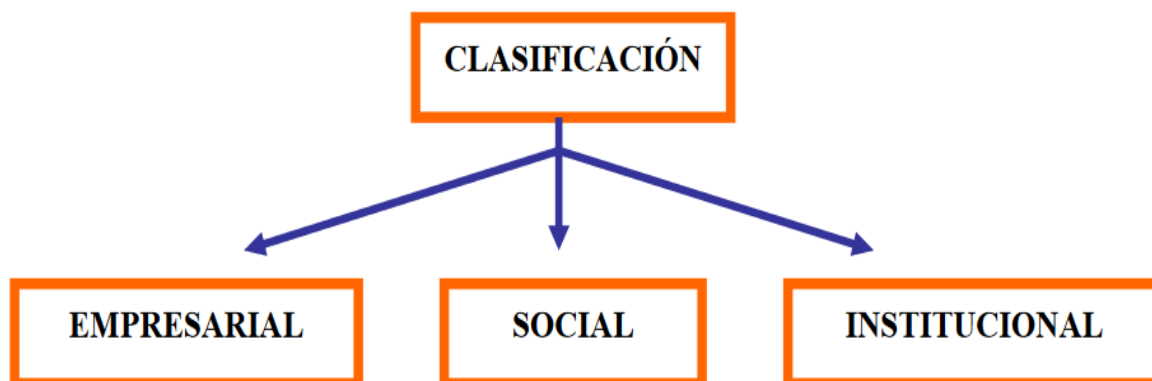 CLASIFICACIÓN
EMPRESARIAL
SOCIAL
INSTITUCIONAL